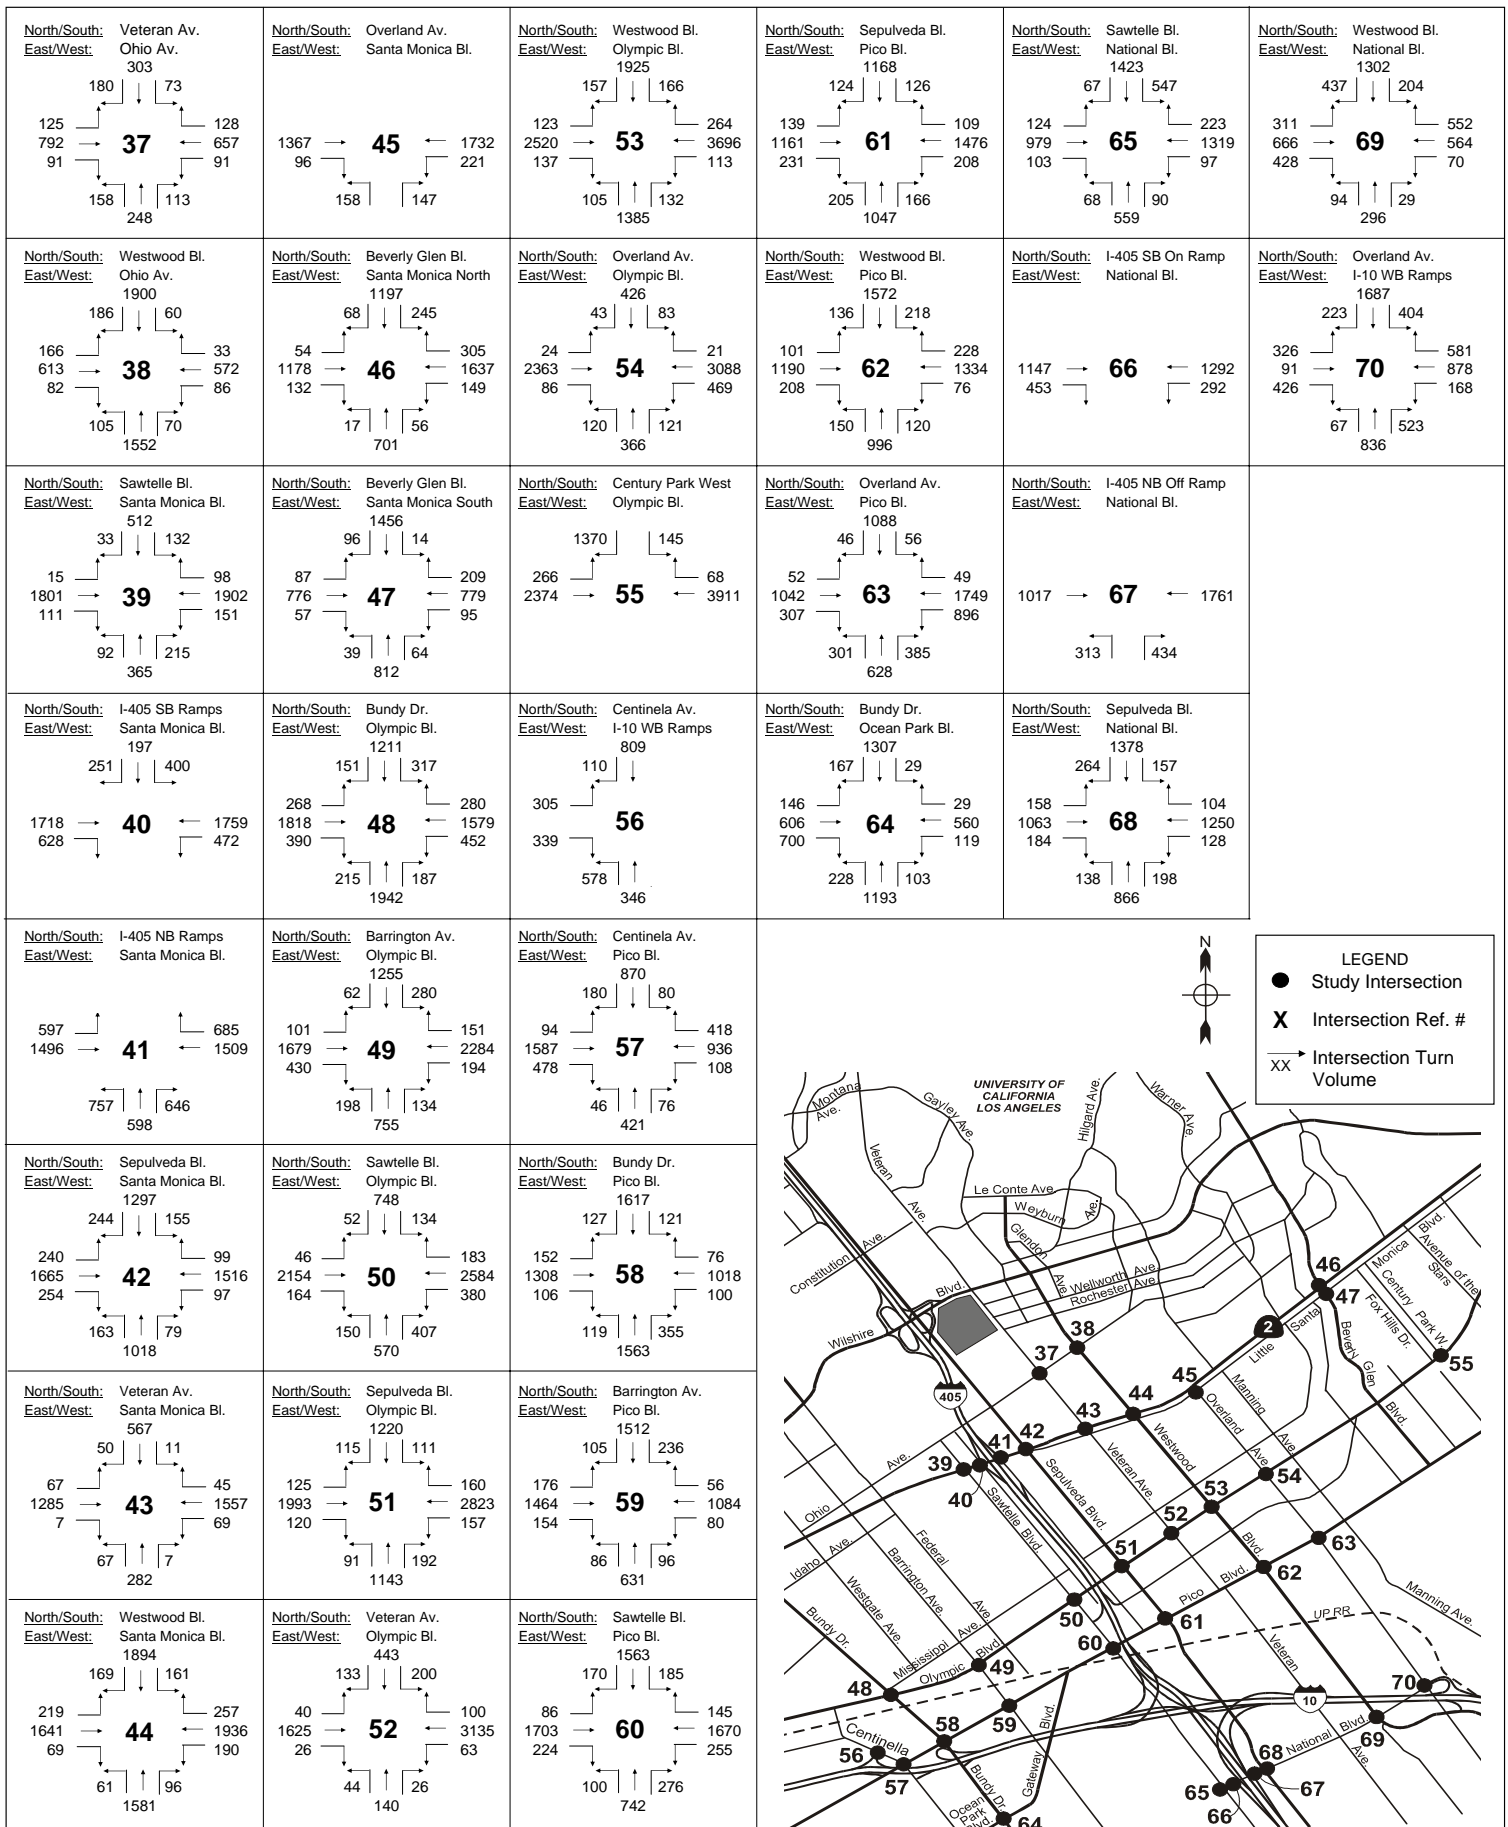 North/South: Veteran Av.
East/West: Ohio Av.
303
180 73
125 128
792 37 657
91 91
158 113
248
North/South: Overland Av.
East/West: Santa Monica Bl.
1367 45 1732
96 221
158 147
North/South: Westwood Bl.
East/West: Olympic Bl.
1925
157 166
123 264
2520 53 3696
137 113
105 132
1385
North/South: Sepulveda Bl.
East/West: Pico Bl.
1168
124 126
139 109
1161 61 1476
231 208
205 166
1047
North/South: Sawtelle Bl.
East/West: National Bl.
1423
67 547
124 223
979 65 1319
103 97
68 90
559
North/South: Westwood Bl.
East/West: National Bl.
1302
437 204
311 552
666 69 564
428 70
94 29
296
North/South: Westwood Bl.
East/West: Ohio Av.
1900
186 60
166 33
613 38 572
82 86
105 70
1552
North/South: Beverly Glen Bl.
East/West: Santa Monica North
1197
68 245
54 305
1178 46 1637
132 149
17 56
701
North/South: Overland Av.
East/West: Olympic Bl.
426
43 83
24 21
2363 54 3088
86 469
120 121
366
North/South: Westwood Bl.
East/West: Pico Bl.
1572
136 218
101 228
1190 62 1334
208 76
150 120
996
North/South: I-405 SB On Ramp
East/West: National Bl.
1147 66 1292
453 292
North/South: Overland Av.
East/West: I-10 WB Ramps
1687
223 404
326 581
91 70 878
426 168
67 523
836
North/South: Sawtelle Bl.
East/West: Santa Monica Bl.
512
33 132
15 98
1801 39 1902
111 151
92 215
365
North/South: Beverly Glen Bl.
East/West: Santa Monica South
1456
96 14
87 209
776 47 779
57 95
39 64
812
North/South: Century Park West
East/West: Olympic Bl.
1370 145
266 68
2374 55 3911
North/South: Overland Av.
East/West: Pico Bl.
1088
46 56
52 49
1042 63 1749
307 896
301 385
628
North/South: I-405 NB Off Ramp
East/West: National Bl.
1017 67 1761
313 434
North/South: I-405 SB Ramps
East/West: Santa Monica Bl.
197
251 400
1718 40 1759
628 472
North/South: Bundy Dr.
East/West: Olympic Bl.
1211
151 317
268 280
1818 48 1579
390 452
215 187
1942
North/South: Centinela Av.
East/West: I-10 WB Ramps
809
110
305
56
339
578
346
North/South: Bundy Dr.
East/West: Ocean Park Bl.
1307
167 29
146 29
606 64 560
700 119
228 103
1193
North/South: Sepulveda Bl.
East/West: National Bl.
1378
264 157
158 104
1063 68 1250
184 128
138 198
866
North/South: I-405 NB Ramps
East/West: Santa Monica Bl.
597 685
1496 41 1509
757 646
598
North/South: Barrington Av.
East/West: Olympic Bl.
1255
62 280
101 151
1679 49 2284
430 194
198 134
755
North/South: Centinela Av.
East/West: Pico Bl.
870
180 80
94 418
1587 57 936
478 108
46 76
421
North/South: Sepulveda Bl.
East/West: Santa Monica Bl.
1297
244 155
240 99
1665 42 1516
254 97
163 79
1018
North/South: Sawtelle Bl.
East/West: Olympic Bl.
748
52 134
46 183
2154 50 2584
164 380
150 407
570
North/South: Bundy Dr.
East/West: Pico Bl.
1617
127 121
152 76
1308 58 1018
106 100
119 355
1563
North/South: Veteran Av.
East/West: Santa Monica Bl.
567
50 11
67 45
1285 43 1557
7 69
67 7
282
North/South: Sepulveda Bl.
East/West: Olympic Bl.
1220
115 111
125 160
1993 51 2823
120 157
91 192
1143
North/South: Barrington Av.
East/West: Pico Bl.
1512
105 236
176 56
1464 59 1084
154 80
86 96
631
North/South: Westwood Bl.
East/West: Santa Monica Bl.
1894
169 161
219 257
1641 44 1936
69 190
61 96
1581
North/South: Veteran Av.
East/West: Olympic Bl.
443
133 200
40 100
1625 52 3135
26 63
44 26
140
North/South: Sawtelle Bl.
East/West: Pico Bl.
1563
170 185
86 145
1703 60 1670
224 255
100 276
742
N
LEGEND
Study Intersection
X Intersection Ref. #
XX Intersection Turn
Volume
UNIVERSITY OF
CALIFORNIA
LOS ANGELES
Montana
Ave.
Gayley Ave.
Hilgard Ave.
Warner Ave.
Veteran
Ave.
Le Conte Ave.
Weyburn
Ave.
Glendon
Ave.
Constitution Ave.
Wellworth Ave.
Rochester Ave.
Wilshire
Blvd.
Monica
Blvd.
Avenue of the
Stars
Century
Park W.
Fox Hills Dr.
46
47
2
Santa
Little
Beverly
Glen
Blvd.
55
38
37
45
44
43
42
41
39
40
405
Overland
Ave.
Manning
Ave.
Westwood
Blvd.
Veteran Ave.
Sepulveda Blvd.
Sawtelle Blvd.
Ohio
Ave.
Idaho Ave.
Federal
Ave.
Barrington Ave.
Westgate Ave.
Bundy Dr.
Mississippi Ave.
Olympic Blvd.
54
53
52
51
50
49
48
63
62
61
60
59
58
57
56
Pico
Blvd.
UP RR
Manning Ave.
Veteran
Ave.
10
70
69
68
67
66
65
National Blvd.
Centinella
Bundy Dr.
Gateway
Blvd.
Ocean
Park
Blvd.
64